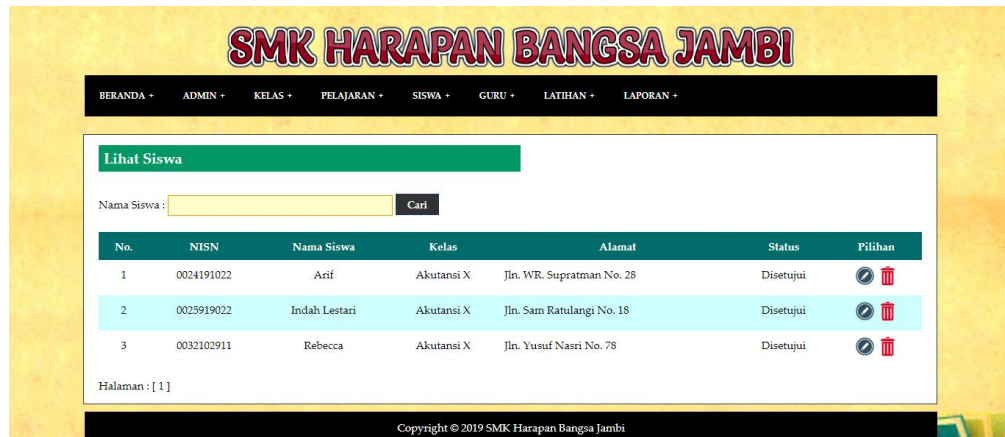 SMK HARAPAN BANGSA JAMBI
BERANDA + ADMIN + KELAS + PELAJARAN + SISWA + GURU + LATIHAN + LAPORAN +
Lihat Siswa
Nama Siswa : Cari
No. NISN Nama Siswa Kelas Alamat Status Pilihan
1 0024191022 Arif Akutansi X Jln. WR. Supratman No. 28 Disetujui
2 0025919022 Indah Lestari Akutansi X Jln. Sam Ratulangi No. 18 Disetujui
3 0032102911 Rebecca Akutansi X Jln. Yusuf Nasri No. 78 Disetujui
Halaman : [ 1 ]
Copyright © 2019 SMK Harapan Bangsa Jambi